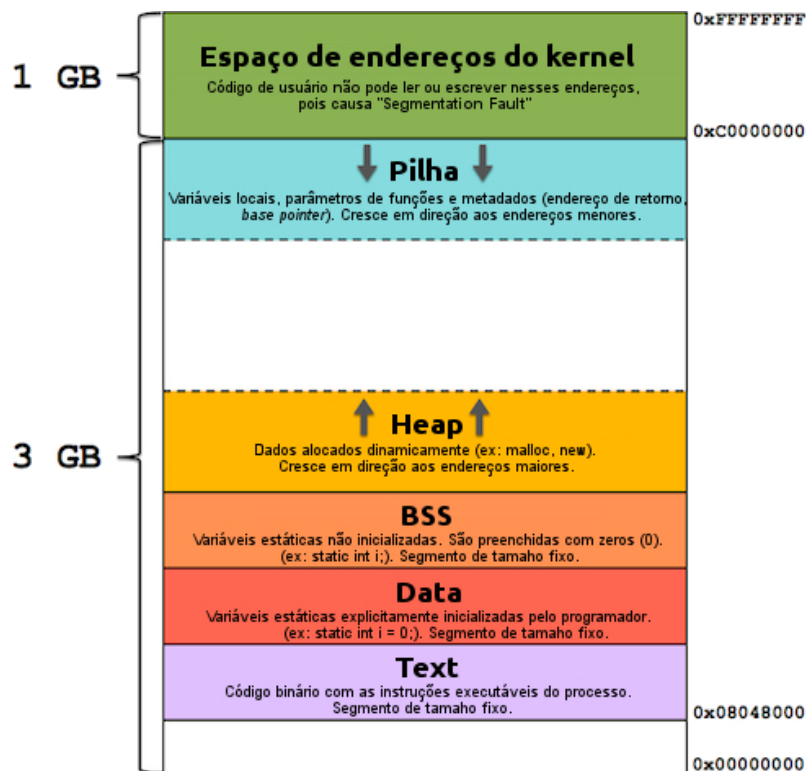 0xFFFFFFFF
Espaço de endereços do kernel
1 GB
Código de usuário não pode ler ou escrever nesses endereços,
pois causa "Segmentation Fault"
0xC0000000
Pilha
Variáveis locais, parâmetros de funções e metadados (endereço de retorno,
base pointer). Cresce em direção aos endereços menores.
3 GB
Heap
Dados alocados dinamicamente (ex: malloc, new).
Cresce em direção aos endereços maiores.
BSS
Variáveis estáticas não inicializadas. São preenchidas com zeros (0).
(ex: static int i;). Segmento de tamaho fixo.
Data
Variáveis estáticas explicitamente inicializadas pelo programador.
(ex: static int i = 0;). Segmento de tamaho fixo.
Text
Código binário com as instruções executáveis do processo.
Segmento de tamaho fixo.
0x08048000
0x00000000